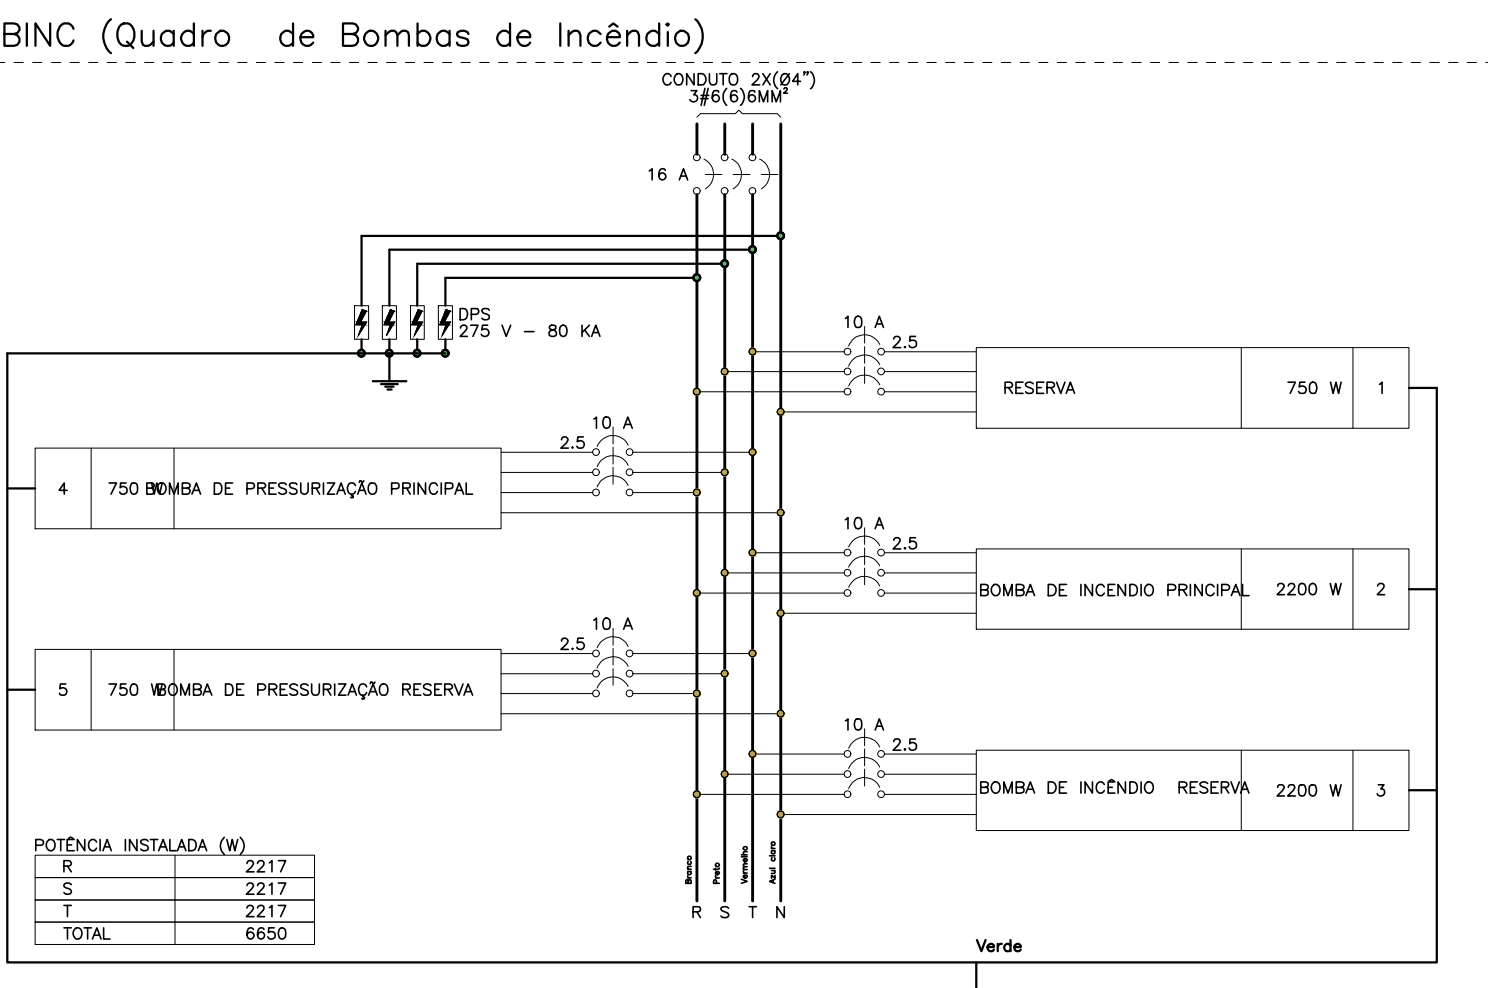 BINC (Quadro de Bombas de Incêndio)
CONDUTO 2X(Ø4")
3#6(6)6MM²
16 A
DPS
275 V - 80 KA
10 A
2.5
RESERVA 750 W 1
10 A
2.5
4 750 W BOMBA DE PRESSURIZAÇÃO PRINCIPAL
10 A
2.5
BOMBA DE INCENDIO PRINCIPAL 2200 W 2
10 A
2.5
5 750 W BOMBA DE PRESSURIZAÇÃO RESERVA
10 A
2.5
BOMBA DE INCÊNDIO RESERVA 2200 W 3
POTÊNCIA INSTALADA (W)
R 2217
S 2217
T 2217
TOTAL 6650
Branco
Preto
Vermelho
Azul claro
R S T N
Verde